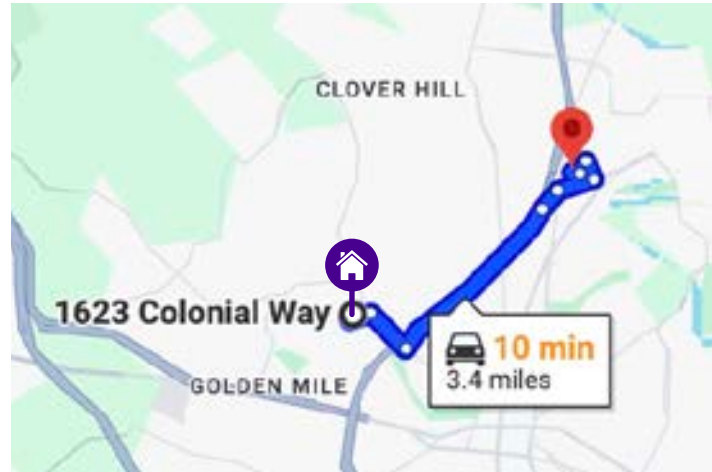 CLOVER HILL
1623 Colonial Way
10 min
3.4 miles
GOLDEN MILE